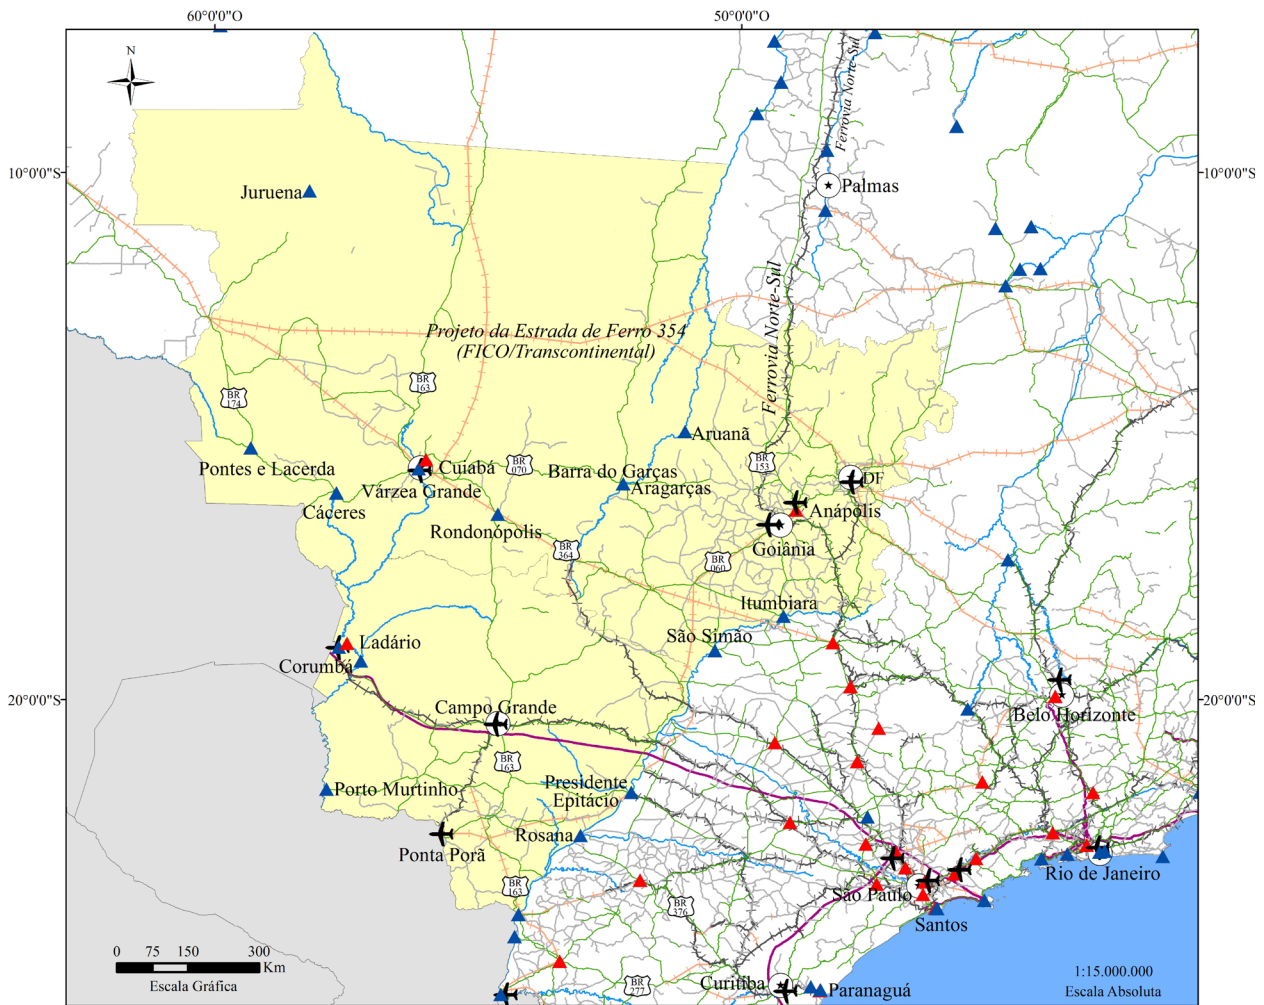 60°0'0"O
50°0'0"O
N
Ferrovia Norte-Sul
10°0'0"S
10°0'0"S
Palmas
Juruena
Ferrovia Norte-Sul
Projeto da Estrada de Ferro 354
(FICO/Transcontinental)
BR
163
BR
174
Aruanã
Pontes e Lacerda
Cuiabá
BR
070
BR
153
Barra do Garças
DF
Várzea Grande
Aragarças
Cáceres
Anápólis
Rondonópolis
BR
364
Goiânia
BR
060
Itumbiara
Ladário
São Simão
Corumbá
20°0'0"S
20°0'0"S
Campo Grande
Belo Horizonte
BR
163
Porto Murtinho
Presidente
Epitácio
Rosana
Ponta Porã
BR
163
Rio de Janeiro
São Paulo
BR
376
Santos
0 75 150 300
Km
Escala Gráfica
BR
277
Curitiba
Paranaguá
1:15.000.000
Escala Absoluta